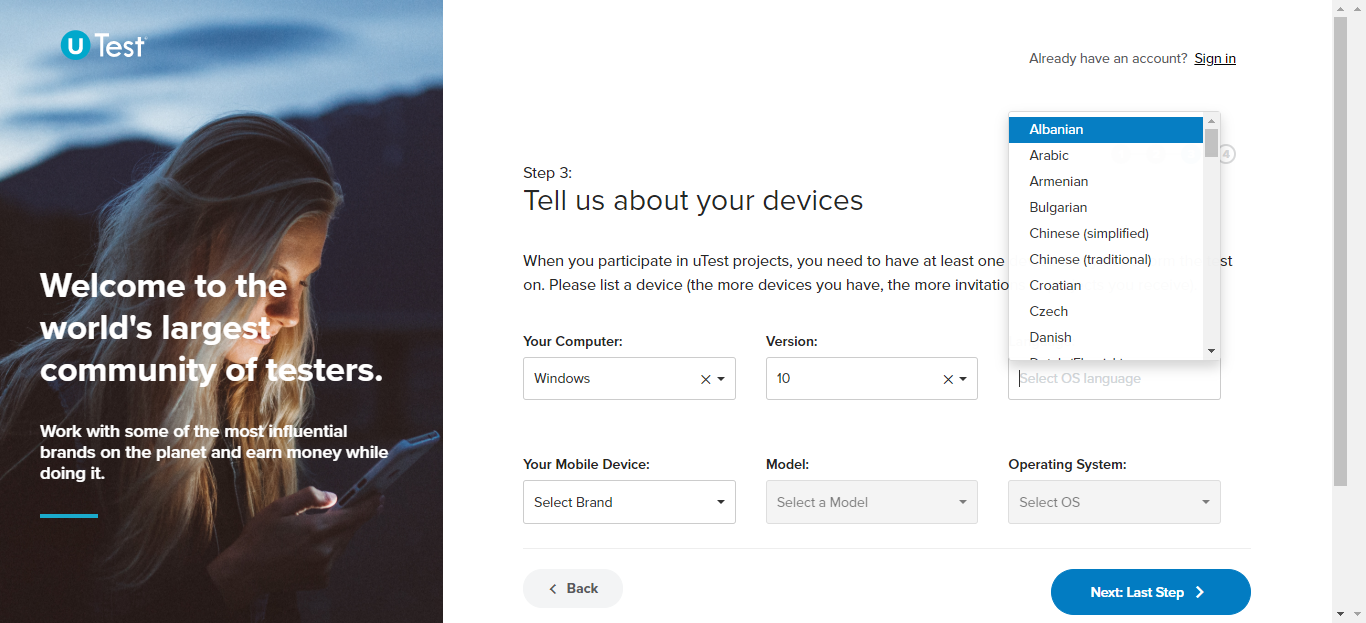 U Test
Welcome to the
world's largest
community of testers.
Work with some of the most influential
brands on the planet and earn money while
doing it.
Already have an account? Sign in
4
Step 3:
Tell us about your devices
When you participate in uTest projects, you need to have at least one
st
on. Please list a device (the more devices you have, the more invitatio
Albanian
Arabic
Armenian
Bulgarian
Chinese (simplified)
Chinese (traditional)
Croatian
Czech
Danish
Your Computer:
Windows
Version:
10
Select OS language
Your Mobile Device:
Select Brand
Model:
Select a Model
Operating System:
Select OS
Back
Next: Last Step